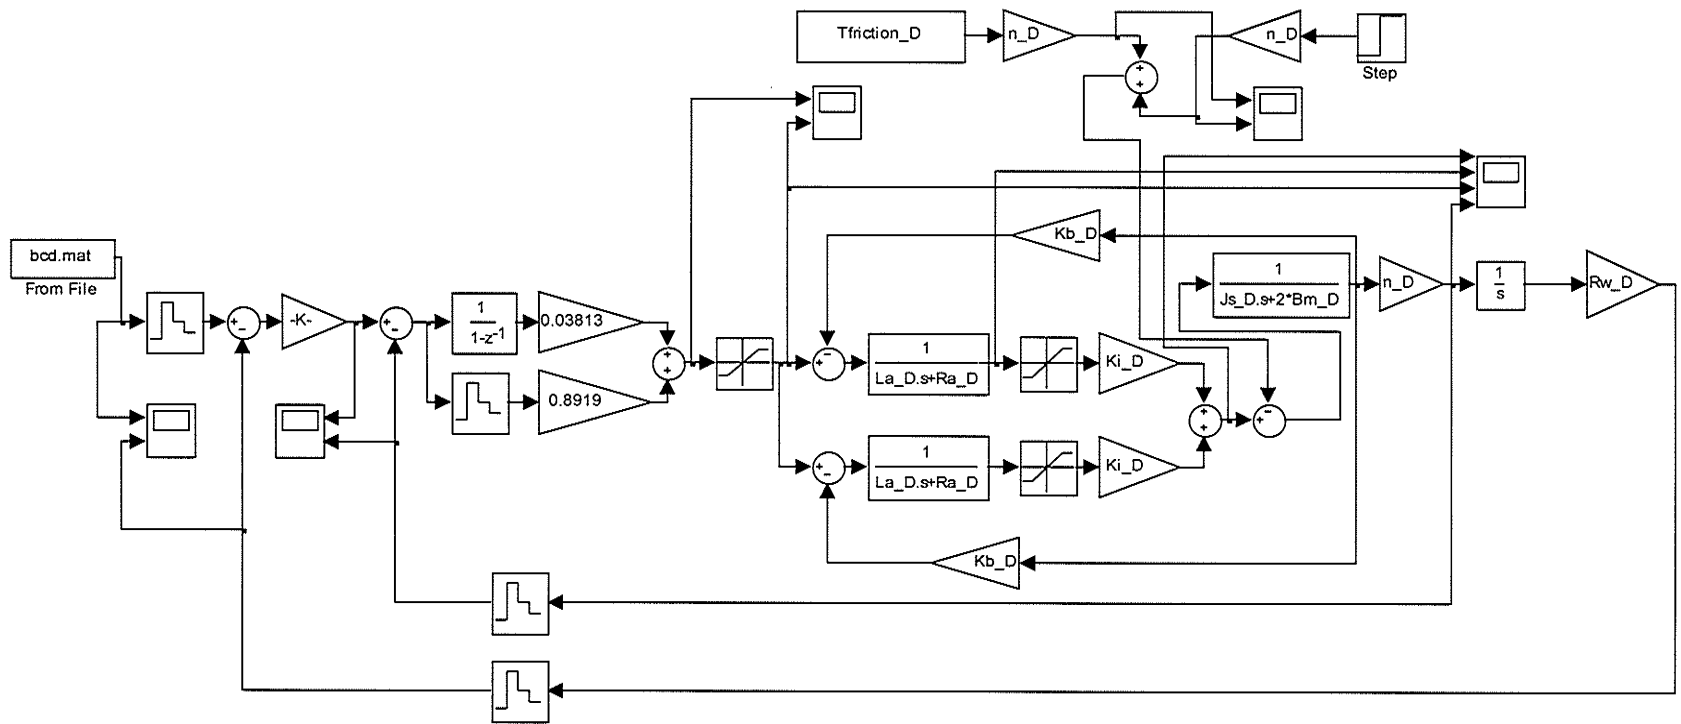 Tfriction_D
n_D
n_D
Step
+
+
Kb_D
bcd.mat
From File
1
Js_D.s+2*Bm_D
n_D
1
s
Rw_D
+
-
-K-
+
-
1
1-z-1
0.03813
+
+
+
-
1
La_D.s+Ra_D
Ki_D
0.8919
+
+
+
-
+
-
1
La_D.s+Ra_D
Ki_D
Kb_D